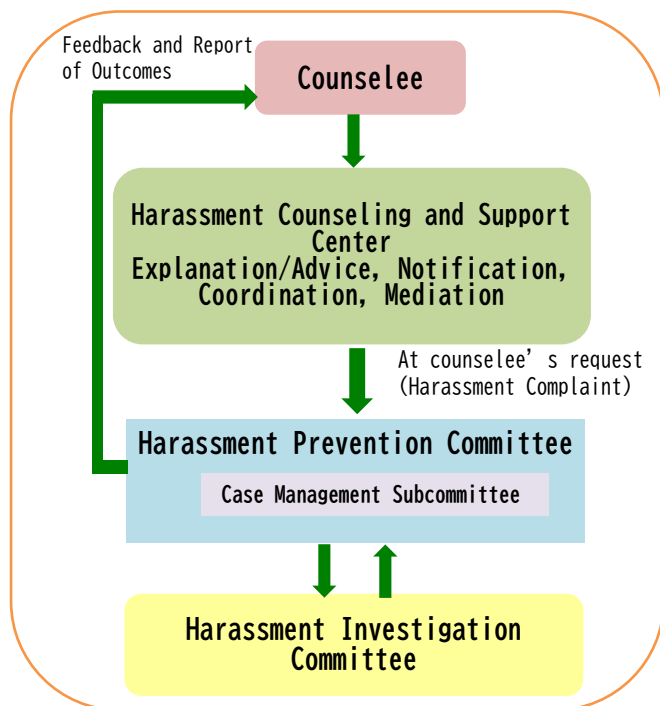 Feedback and Report
of Outcomes
Counselee
Harassment Counseling and Support
Center
Explanation/Advice, Notification,
Coordination, Mediation
At counselee’s request
(Harassment Complaint)
Harassment Prevention Committee
Case Management Subcommittee
Harassment Investigation
Committee